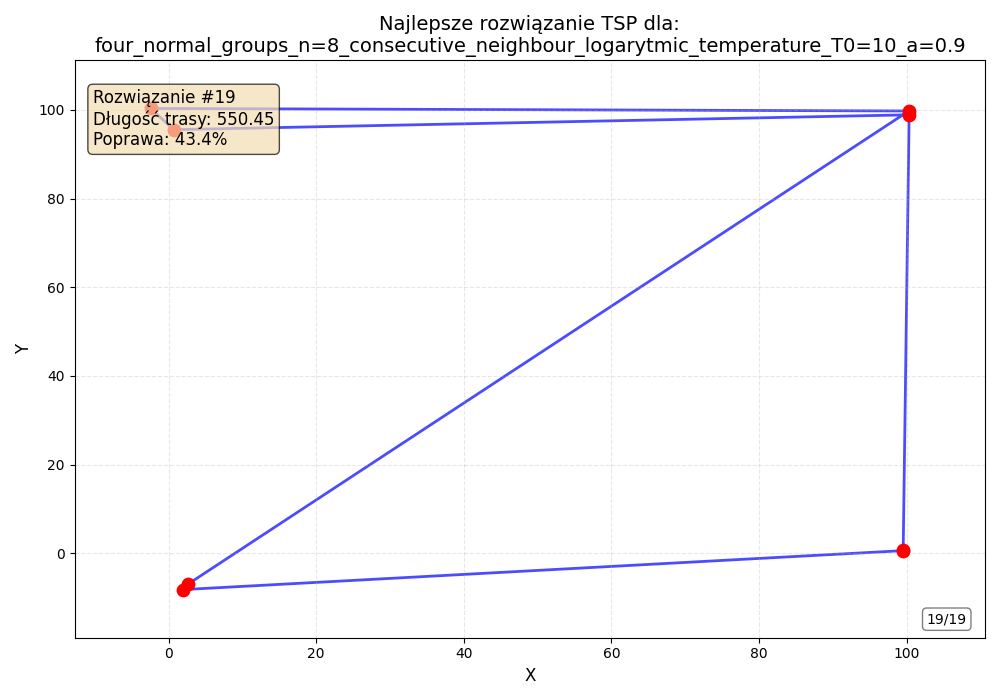 Najlepsze rozwiązanie TSP dla:
four_normal_groups_n=8_consecutive_neighbour_logarytmic_temperature_T0=10_a=0.9
Rozwiązanie #19
Długość trasy: 550.45
Poprawa: 43.4%
100
80
60
40
20
0
Y
19/19
0 20 40 60 80 100
X